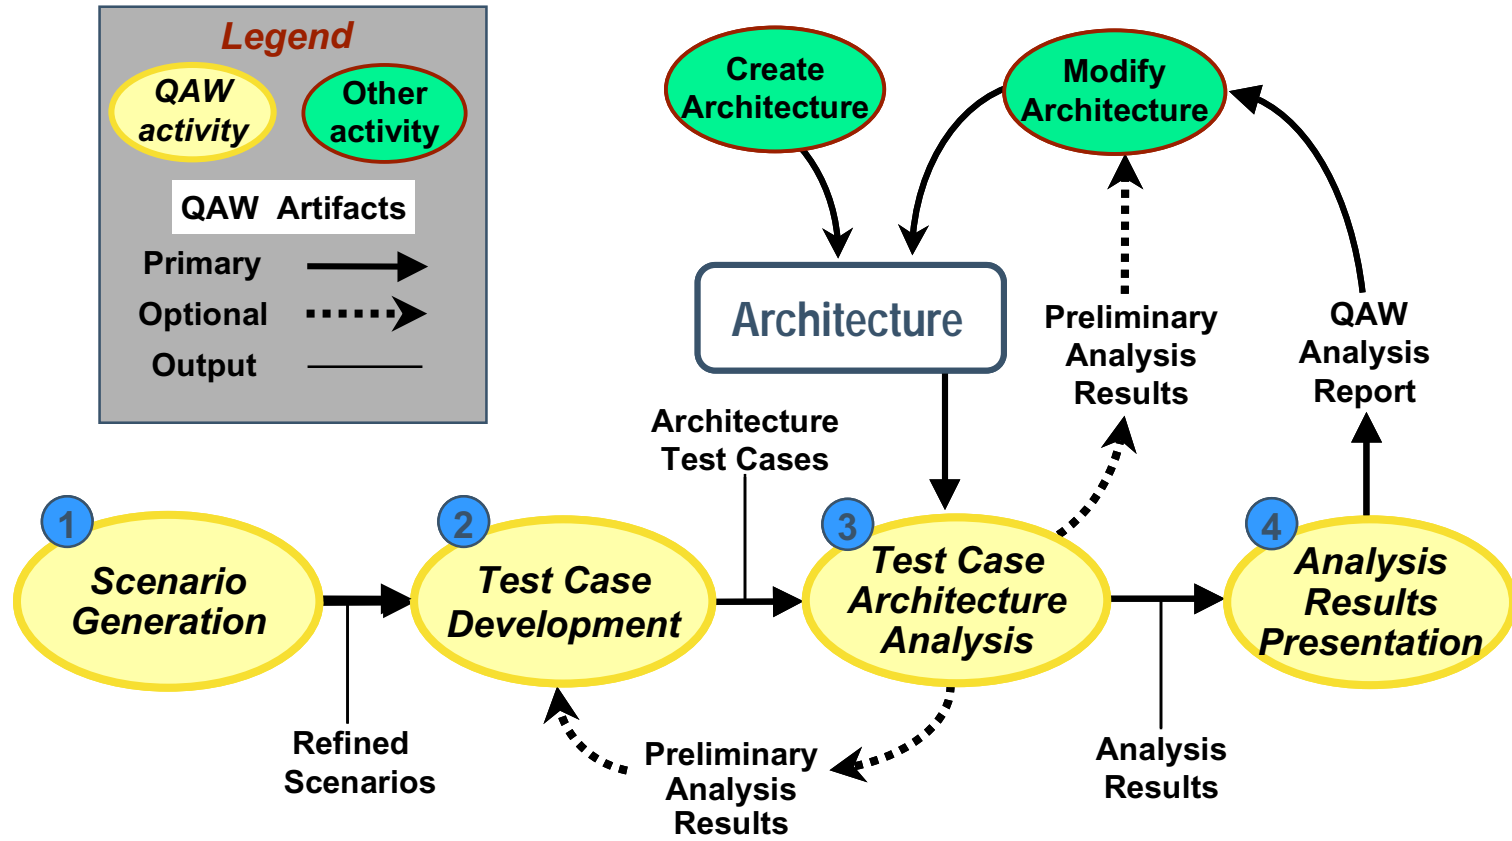 Legend
QAW
activity
Other
activity
QAW Artifacts
Primary
Optional
Output
Create
Architecture
Modify
Architecture
Architecture
Preliminary
Analysis
Results
QAW
Analysis
Report
Architecture
Test Cases
1
Scenario
Generation
2
Test Case
Development
3
Test Case
Architecture
Analysis
4
Analysis
Results
Presentation
Refined
Scenarios
Preliminary
Analysis
Results
Analysis
Results